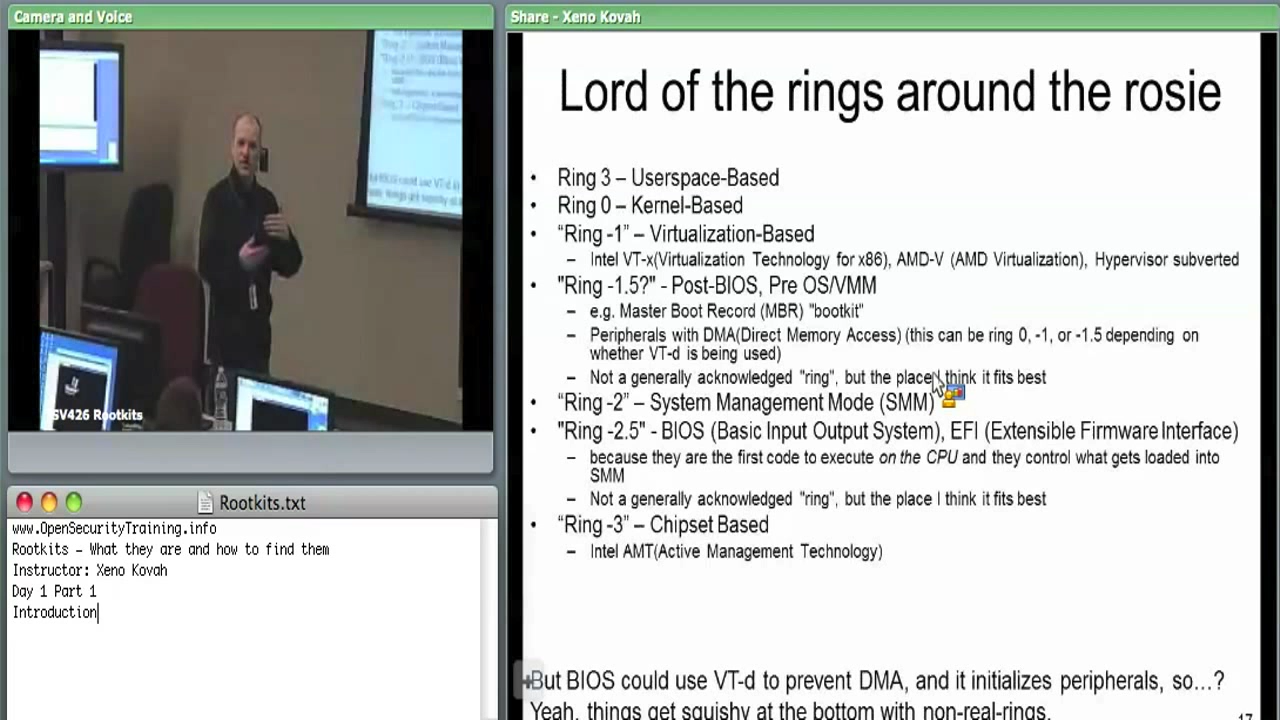 Camera and Voice
SV426 Rootkits
Rootkits.txt
www.OpenSecurityTraining.info
Rootkits - What they are and how to find them
Instructor: Xeno Kovah
Day 1 Part 1
Introduction
Share - Xeno Kovah
Lord of the rings around the rosie
• Ring 3 – Userspace-Based
• Ring 0 – Kernel-Based
• “Ring -1” – Virtualization-Based
– Intel VT-x(Virtualization Technology for x86), AMD-V (AMD Virtualization), Hypervisor subverted
• "Ring -1.5?" - Post-BIOS, Pre OS/VMM
– e.g. Master Boot Record (MBR) "bootkit"
– Peripherals with DMA(Direct Memory Access) (this can be ring 0, -1, or -1.5 depending on
whether VT-d is being used)
– Not a generally acknowledged "ring", but the place I think it fits best
• “Ring -2” – System Management Mode (SMM)
• "Ring -2.5" - BIOS (Basic Input Output System), EFI (Extensible Firmware Interface)
– because they are the first code to execute on the CPU and they control what gets loaded into
SMM
– Not a generally acknowledged "ring", but the place I think it fits best
• “Ring -3” – Chipset Based
– Intel AMT(Active Management Technology)
But BIOS could use VT-d to prevent DMA, and it initializes peripherals, so…?
Yeah, things get squishy at the bottom with non-real-rings.
17